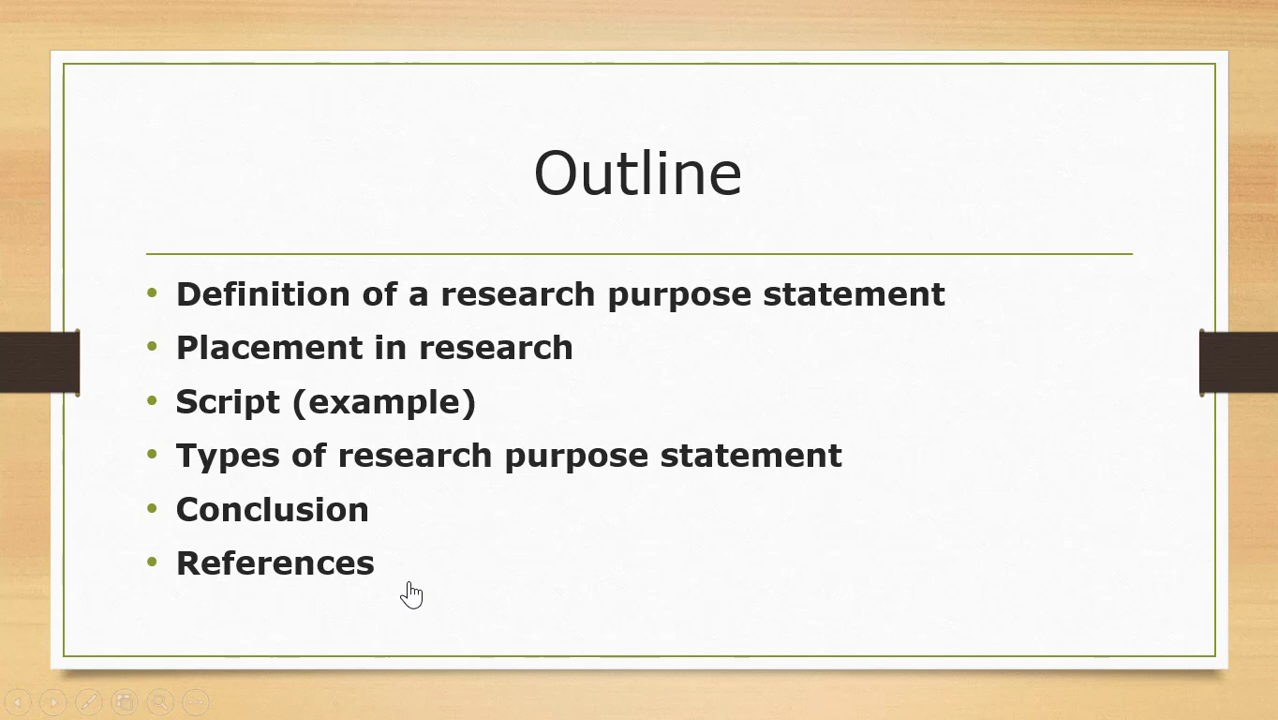 Outline
• Definition of a research purpose statement
• Placement in research
• Script (example)
• Types of research purpose statement
• Conclusion
• References